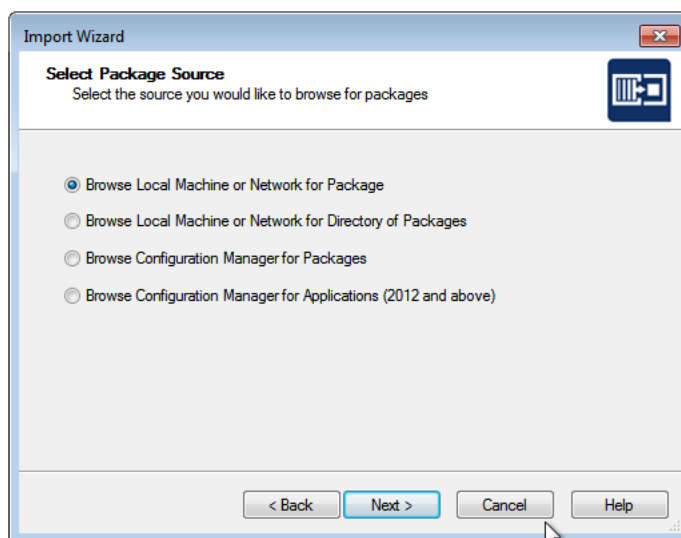 Import Wizard
Select Package Source
Select the source you would like to browse for packages
Browse Local Machine or Network for Package
Browse Local Machine or Network for Directory of Packages
Browse Configuration Manager for Packages
Browse Configuration Manager for Applications (2012 and above)
< Back Next > Cancel Help